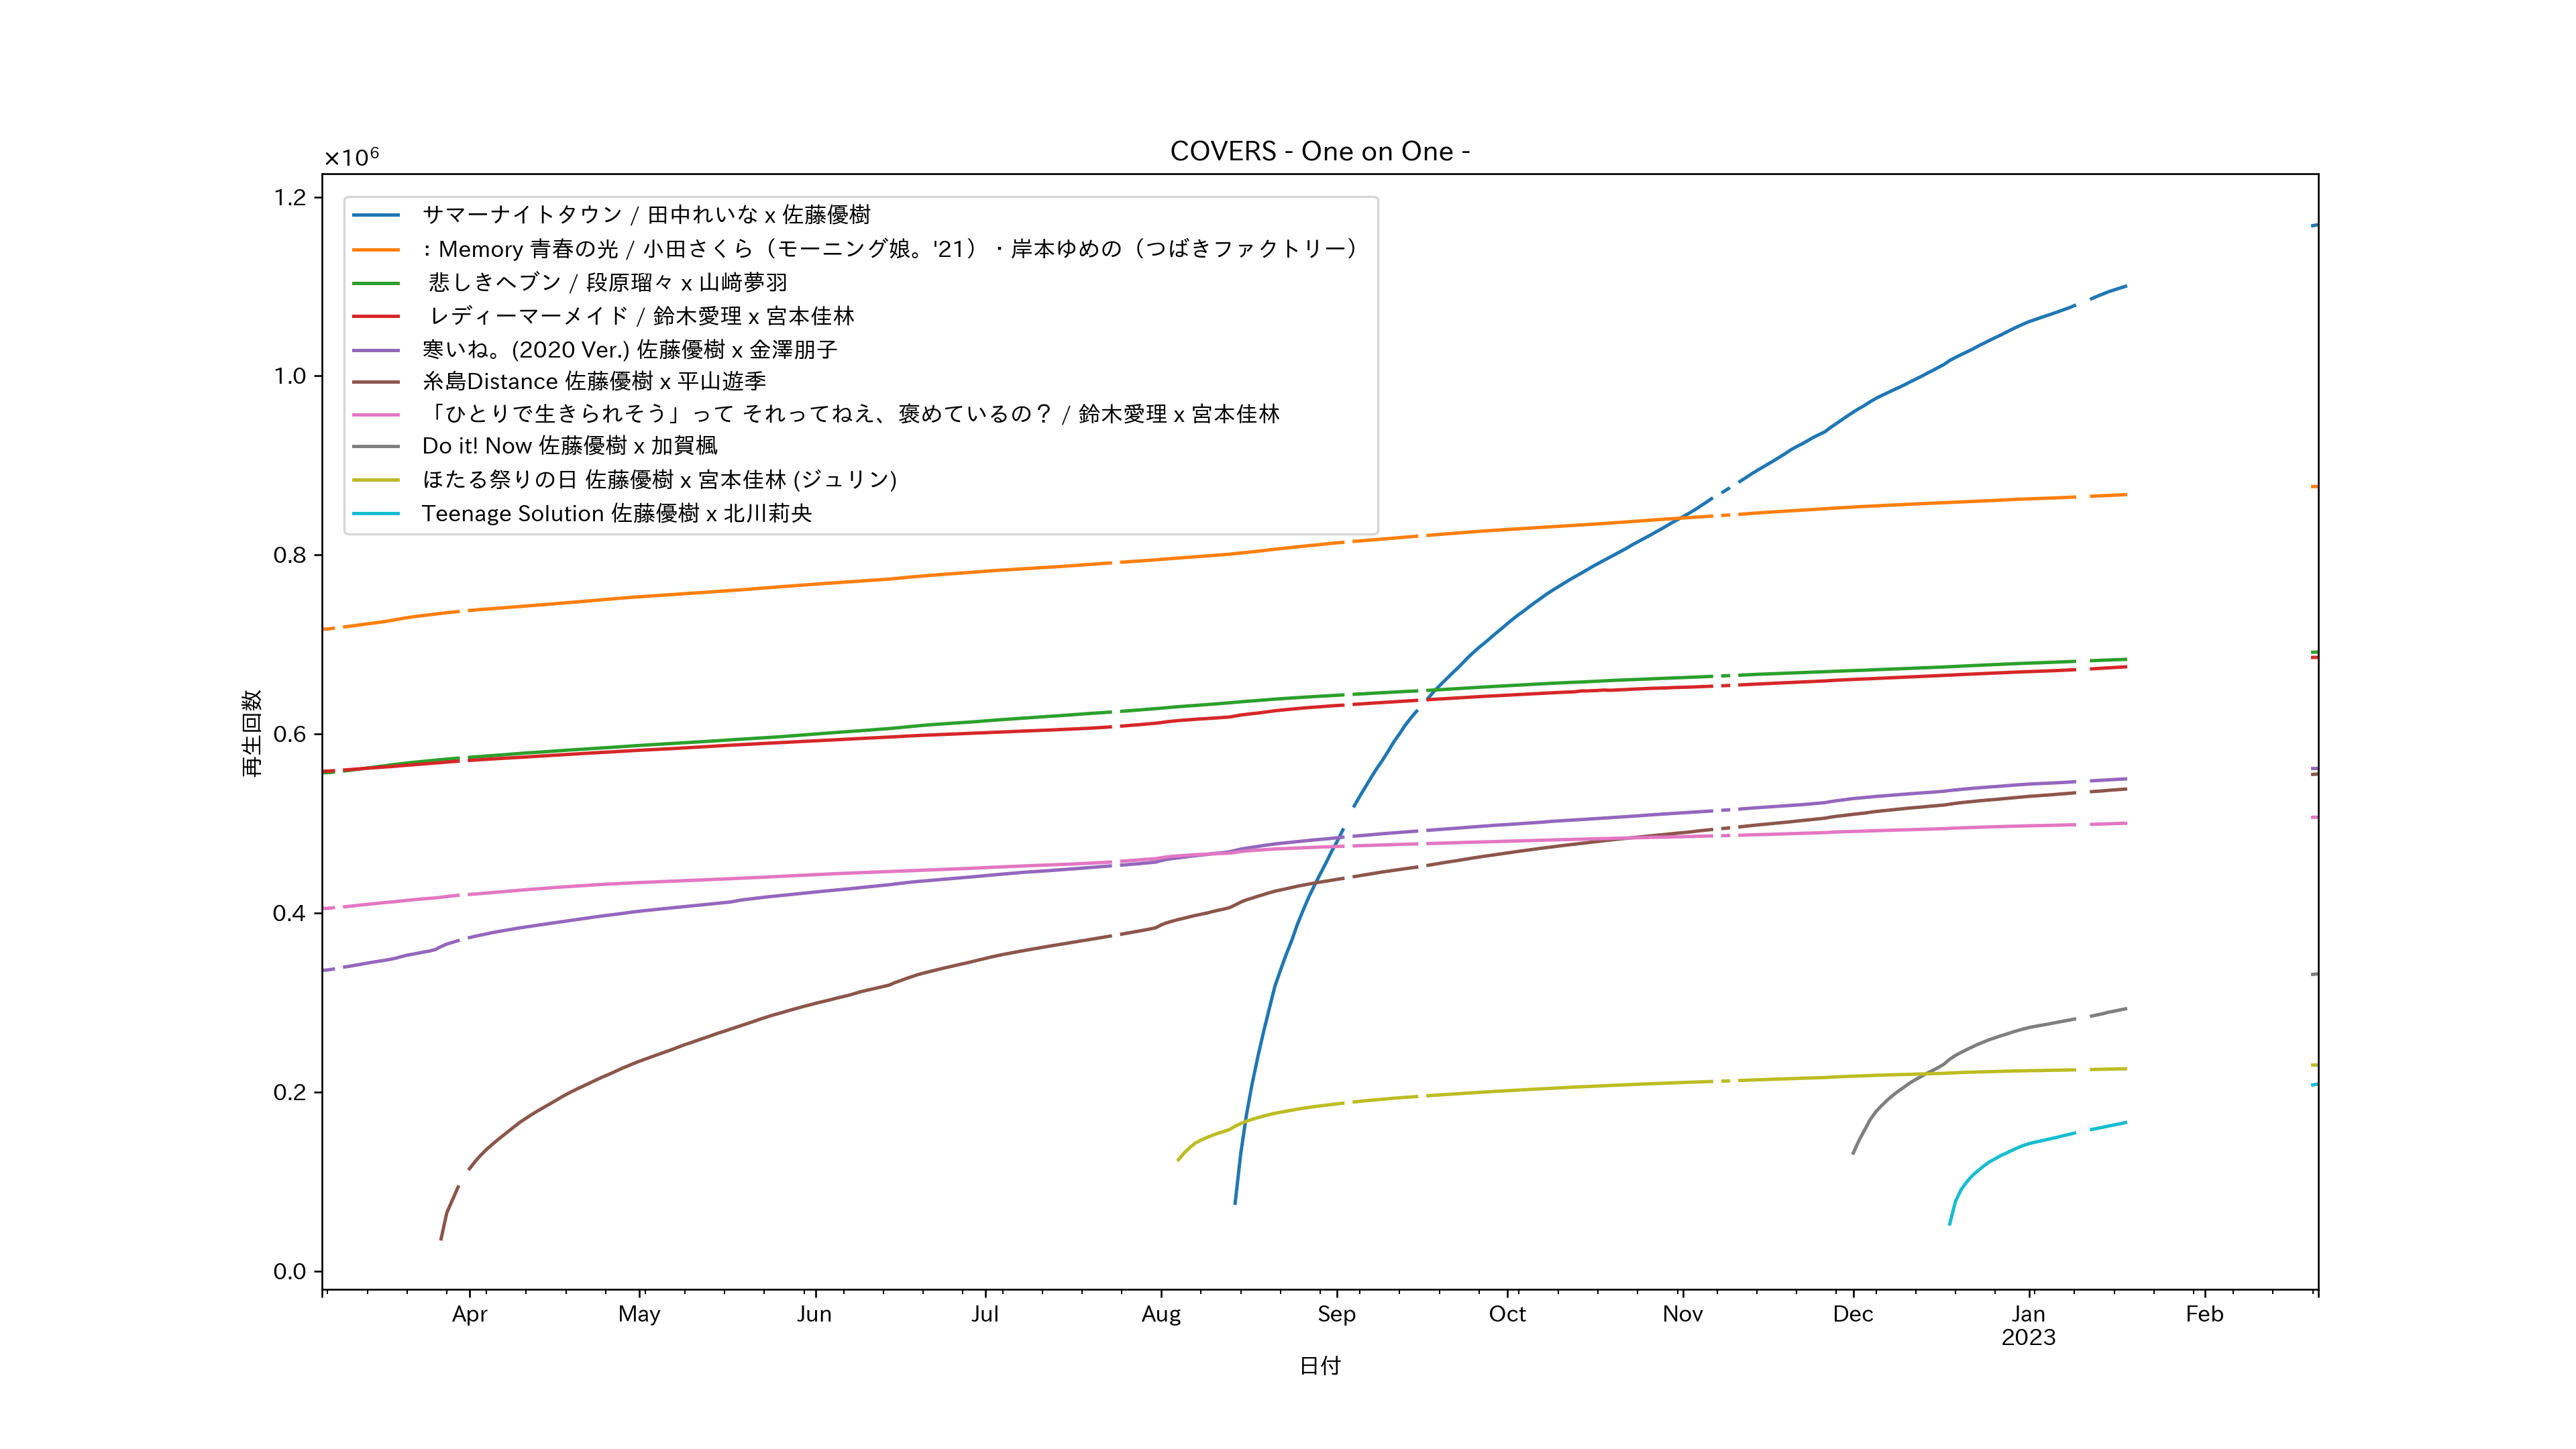 COVERS - One on One -
×10⁶
1.2
1.0
0.8
0.6
0.4
0.2
0.0
再生回数
サマーナイトタウン / 田中れいな x 佐藤優樹
: Memory 青春の光 / 小田さくら（モーニング娘。'21）・岸本ゆめの（つばきファクトリー）
悲しきヘブン / 段原瑠々 x 山﨑夢羽
レディーマーメイド / 鈴木愛理 x 宮本佳林
寒いね。(2020 Ver.) 佐藤優樹 x 金澤朋子
糸島Distance 佐藤優樹 x 平山遊季
「ひとりで生きられそう」って それってねえ、褒めているの？ / 鈴木愛理 x 宮本佳林
Do it! Now 佐藤優樹 x 加賀楓
ほたる祭りの日 佐藤優樹 x 宮本佳林 (ジュリン)
Teenage Solution 佐藤優樹 x 北川莉央
Apr May Jun Jul Aug Sep Oct Nov Dec Jan Feb
2023
日付